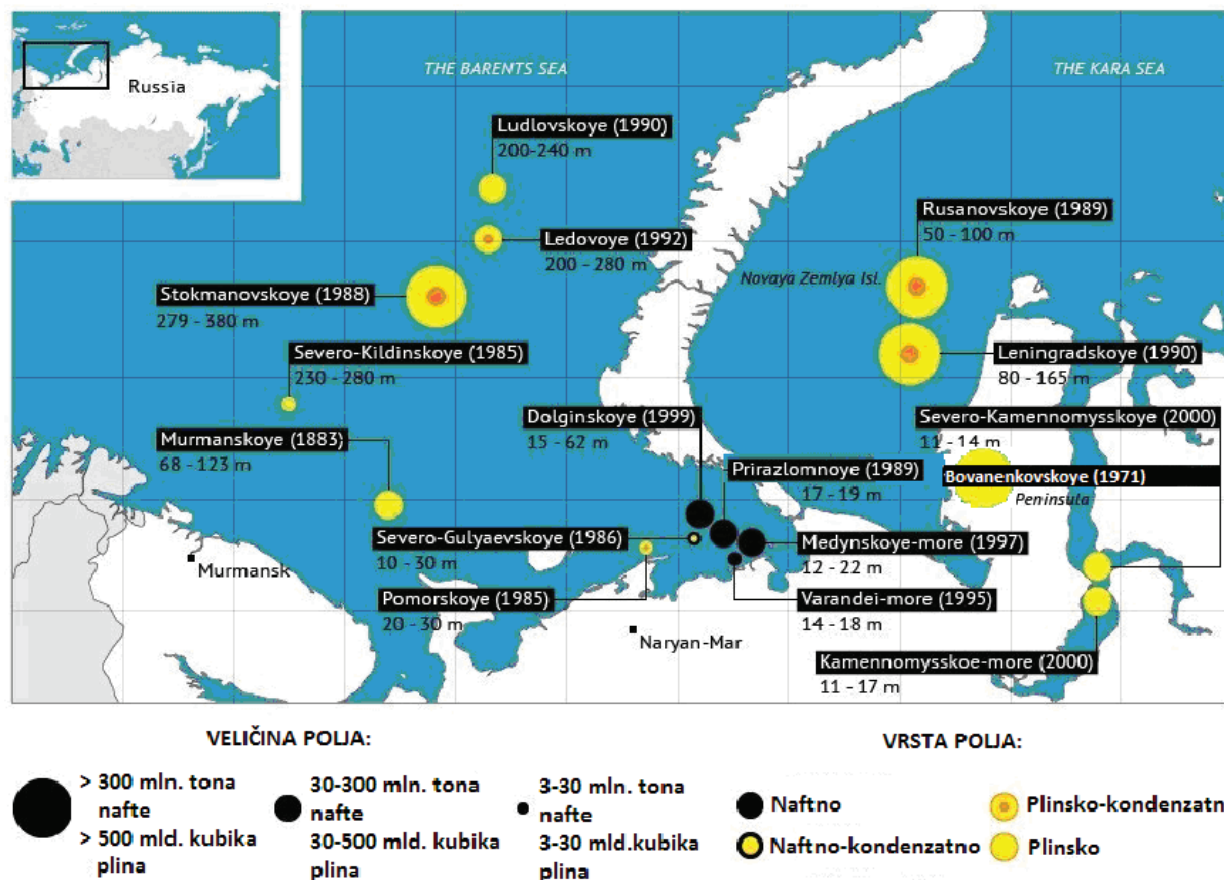 THE BARENTS SEA
THE KARA SEA
Russia
Ludlovskoye (1990)
200-240 m
Rusanovskoye (1989)
50 - 100 m
Ledovoye (1992)
200 - 280 m
Novaya Zemlya Isl.
Stokmanovskoye (1988)
279 - 380 m
Severo-Kildinskoye (1985)
230 - 280 m
Leningradskoye (1990)
80 - 165 m
Dolginskoye (1999)
15 - 62 m
Severo-Kamennomysskoye (2000)
11 - 14 m
Murmanskoye (1883)
68 - 123 m
Prirazlomnoye (1989)
17 - 19 m
Bovanenkovskoye (1971)
Peninsula
Severo-Gulyaevskoye (1986)
10 - 30 m
Medynskoye-more (1997)
12 - 22 m
Murmansk
Pomorskoye (1985)
20 - 30 m
Varandei-more (1995)
14 - 18 m
Naryan-Mar
Kamennomysskoe-more (2000)
11 - 17 m
VELIČINA POLJA:
VRSTA POLJA:
> 300 mln. tona
nafte
> 500 mld. kubika
plina
30-300 mln. tona
nafte
30-500 mld. kubika
plina
3-30 mln. tona
nafte
3-30 mld.kubika
plina
Naftno
Plinsko-kondenzatno
Naftno-kondenzatno
Plinsko